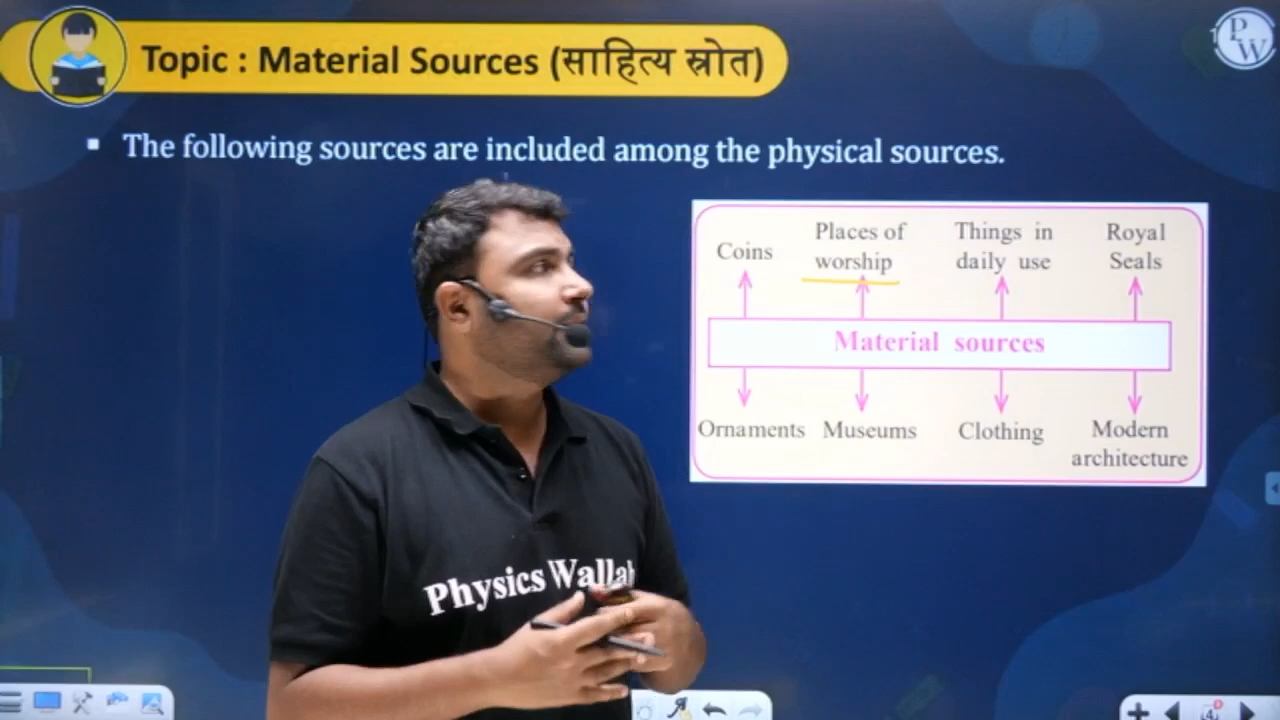 Topic : Material Sources (साहित्य स्रोत)
PW
▪ The following sources are included among the physical sources.
Coins
Places of worship
Things in daily use
Royal Seals
Material sources
Ornaments
Museums
Clothing
Modern architecture
Physics Wallah